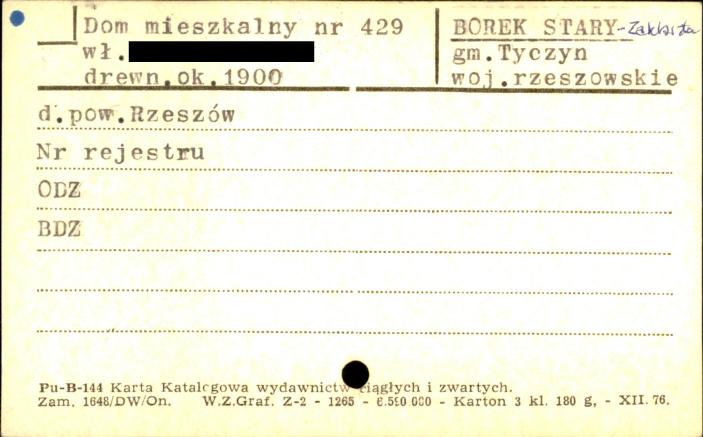 Dom mieszkalny nr 429
wł.
drewn.ok.1900
BOREK STARY-Zakurzta
gm.Tyczyn
woj.rzeszowskie
d.pow.Rzeszów
Nr rejestru
ODZ
BDZ
Pu-B-144 Karta Katalogowa wydawnictw ciągłych i zwartych.
Zam. 1648/DW/On. W.Z.Graf. Z-2 - 1265 - 6.590 000 - Karton 3 kl. 180 g, - XII. 76.